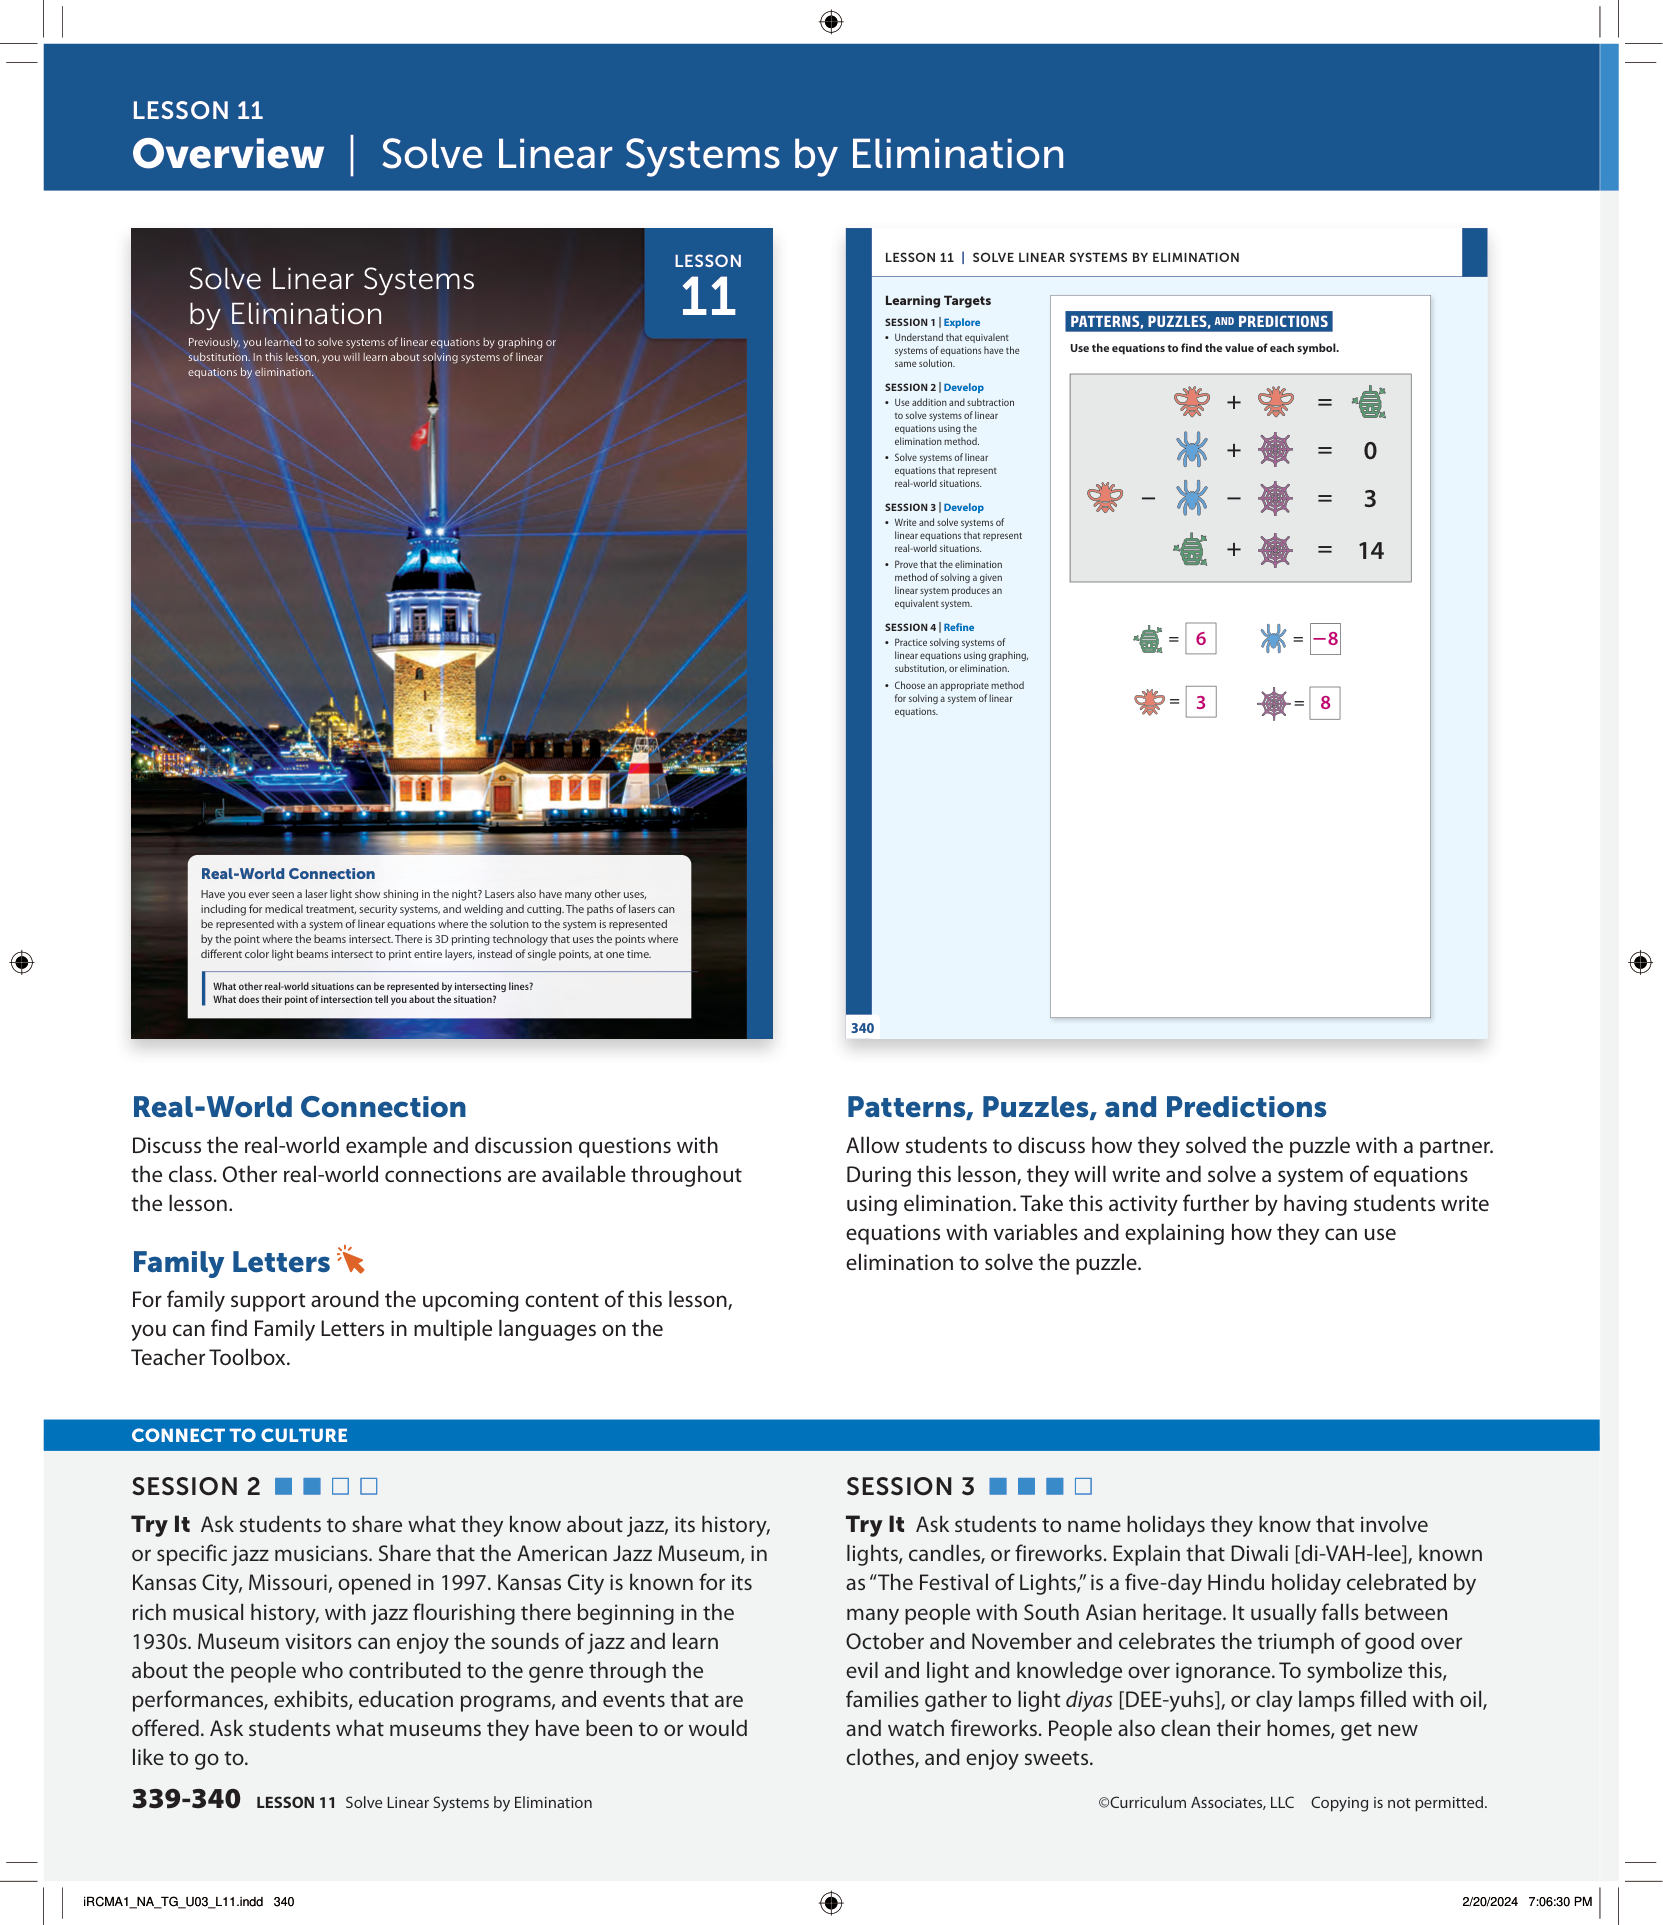 LESSON 11
Overview | Solve Linear Systems by Elimination
Solve Linear Systems
by Elimination
Previously, you learned to solve systems of linear equations by graphing or
substitution. In this lesson, you will learn about solving systems of linear
equations by elimination.
LESSON
11
Real-World Connection
Have you ever seen a laser light show shining in the night? Lasers also have many other uses,
including for medical treatment, security systems, and welding and cutting. The paths of lasers can
be represented with a system of linear equations where the solution to the system is represented
by the point where the beams intersect. There is 3D printing technology that uses the points where
different color light beams intersect to print entire layers, instead of single points, at one time.
What other real-world situations can be represented by intersecting lines?
What does their point of intersection tell you about the situation?
LESSON 11 | SOLVE LINEAR SYSTEMS BY ELIMINATION
Learning Targets
SESSION 1 | Explore
• Understand that equivalent
systems of equations have the
same solution.
SESSION 2 | Develop
• Use addition and subtraction
to solve systems of linear
equations using the
elimination method.
• Solve systems of linear
equations that represent
real-world situations.
SESSION 3 | Develop
• Write and solve systems of
linear equations that represent
real-world situations.
• Prove that the elimination
method of solving a given
linear system produces an
equivalent system.
SESSION 4 | Refine
• Practice solving systems of
linear equations using graphing,
substitution, or elimination.
• Choose an appropriate method
for solving a system of linear
equations.
PATTERNS, PUZZLES, AND PREDICTIONS
Use the equations to find the value of each symbol.
+ =
+ = 0
− − = 3
+ = 14
= 6 = −8
= 3 = 8
340
Real-World Connection
Discuss the real-world example and discussion questions with
the class. Other real-world connections are available throughout
the lesson.
Family Letters
For family support around the upcoming content of this lesson,
you can find Family Letters in multiple languages on the
Teacher Toolbox.
Patterns, Puzzles, and Predictions
Allow students to discuss how they solved the puzzle with a partner.
During this lesson, they will write and solve a system of equations
using elimination. Take this activity further by having students write
equations with variables and explaining how they can use
elimination to solve the puzzle.
CONNECT TO CULTURE
SESSION 2
Try It Ask students to share what they know about jazz, its history,
or specific jazz musicians. Share that the American Jazz Museum, in
Kansas City, Missouri, opened in 1997. Kansas City is known for its
rich musical history, with jazz flourishing there beginning in the
1930s. Museum visitors can enjoy the sounds of jazz and learn
about the people who contributed to the genre through the
performances, exhibits, education programs, and events that are
offered. Ask students what museums they have been to or would
like to go to.
SESSION 3
Try It Ask students to name holidays they know that involve
lights, candles, or fireworks. Explain that Diwali [di-VAH-lee], known
as “The Festival of Lights,” is a five-day Hindu holiday celebrated by
many people with South Asian heritage. It usually falls between
October and November and celebrates the triumph of good over
evil and light and knowledge over ignorance. To symbolize this,
families gather to light diyas [DEE-yuhs], or clay lamps filled with oil,
and watch fireworks. People also clean their homes, get new
clothes, and enjoy sweets.
339-340 LESSON 11 Solve Linear Systems by Elimination
©Curriculum Associates, LLC Copying is not permitted.
iRCMA1_NA_TG_U03_L11.indd 340
2/20/2024 7:06:30 PM